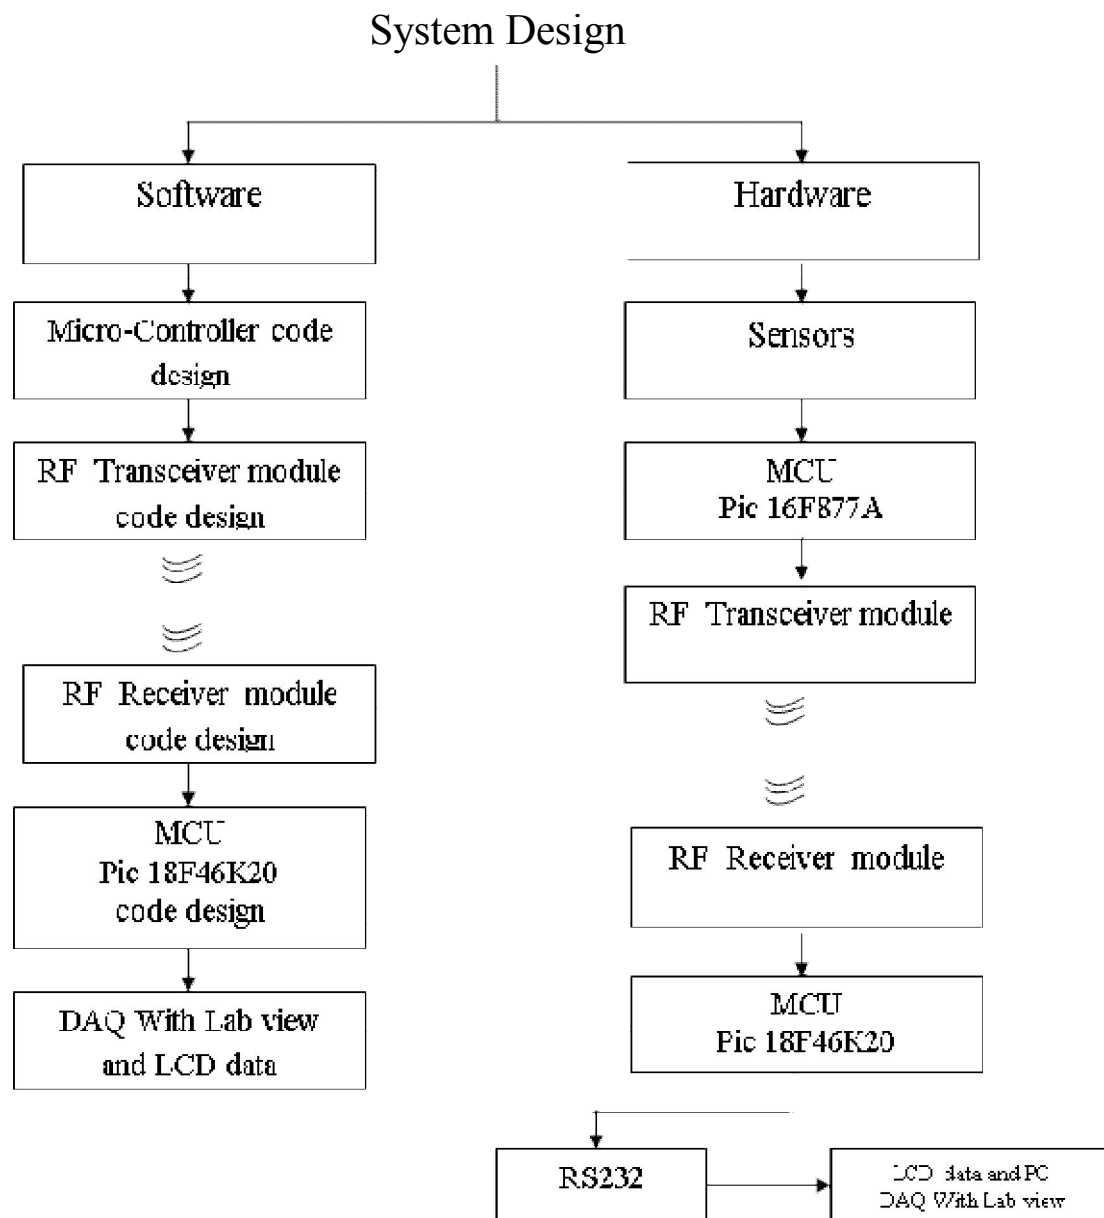 System Design
Software
Micro-Controller code
design
RF Transceiver module
code design
RF Receiver module
code design
MCU
Pic 18F46K20
code design
DAQ With Lab view
and LCD data
Hardware
Sensors
MCU
Pic 16F877A
RF Transceiver module
RF Receiver module
MCU
Pic 18F46K20
RS232
LCD data and PC
DAQ With Lab view